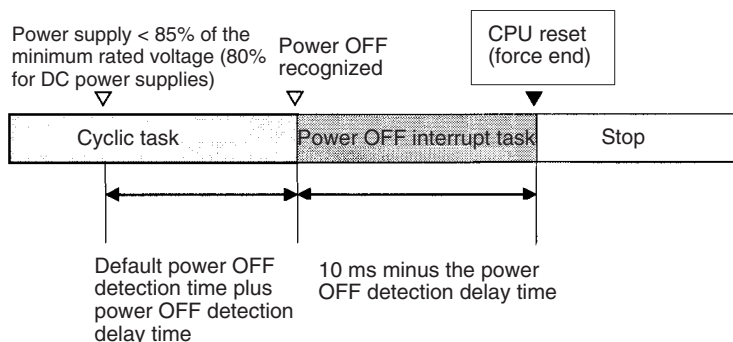 Power supply < 85% of the
minimum rated voltage (80%
for DC power supplies)
Power OFF
recognized
CPU reset
(force end)
Cyclic task
Power OFF interrupt task
Stop
Default power OFF
detection time plus
power OFF detection
delay time
10 ms minus the power
OFF detection delay time